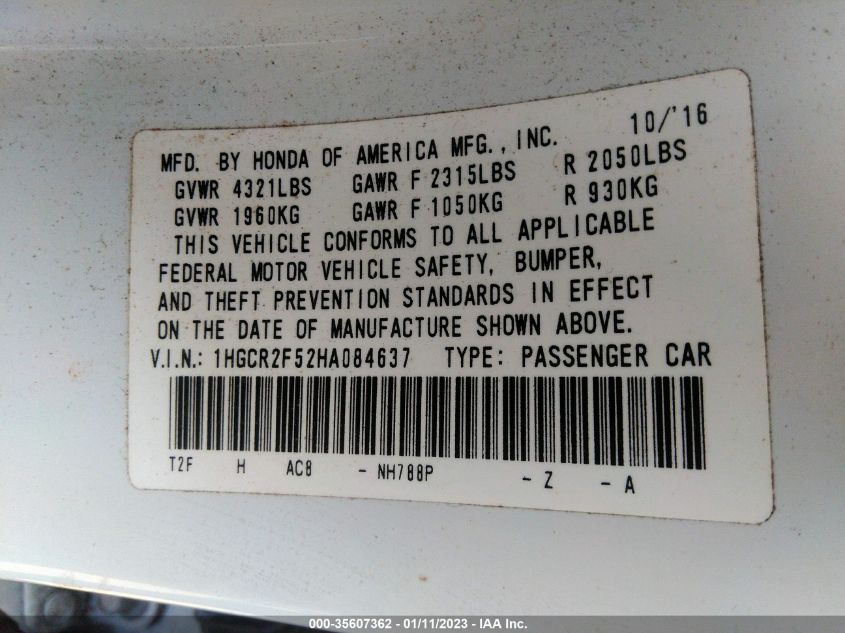 10/'16
MFD. BY HONDA OF AMERICA MFG., INC.
GVWR 4321LBS GAWR F 2315LBS R 2050LBS
GVWR 1960KG GAWR F 1050KG R 930KG
THIS VEHICLE CONFORMS TO ALL APPLICABLE
FEDERAL MOTOR VEHICLE SAFETY, BUMPER,
AND THEFT PREVENTION STANDARDS IN EFFECT
ON THE DATE OF MANUFACTURE SHOWN ABOVE.
V.I.N.: 1HGCR2F52HA084637 TYPE: PASSENGER CAR
T2F H AC8 - NH788P - Z - A
000-35607362 - 01/11/2023 - IAA Inc.